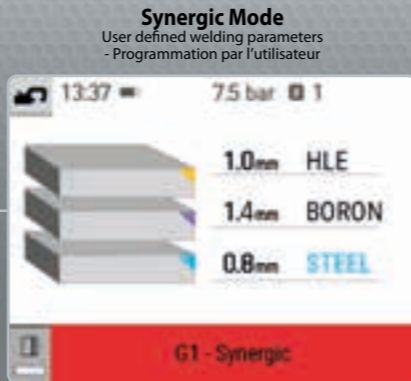 Synergic Mode
User defined welding parameters
- Programmation par l'utilisateur
13:37 7.5 bar 1
1.0mm HLE
1.4mm BORON
0.8mm STEEL
G1 - Synergic